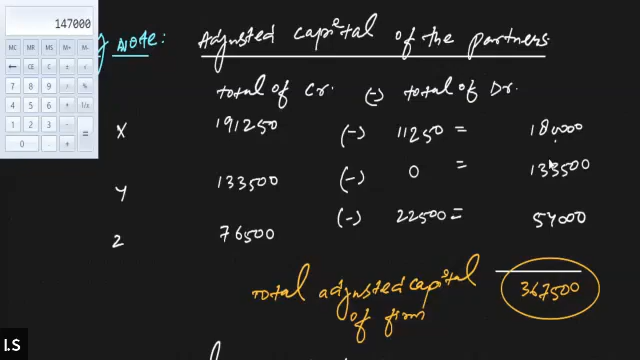 147000
MC MR MS M+ M-
← CE C ± √
7 8 9 / %
4 5 6 * 1/x
1 2 3 - =
0 . +
Note: Adjusted capital of the partners
Total of Cr. (-) Total of Dr.
X 191250 (-) 11250 = 180000
Y 133500 (-) 0 = 133500
Z 76500 (-) 22500 = 54000
Total adjusted capital 367500
of firm
I.S